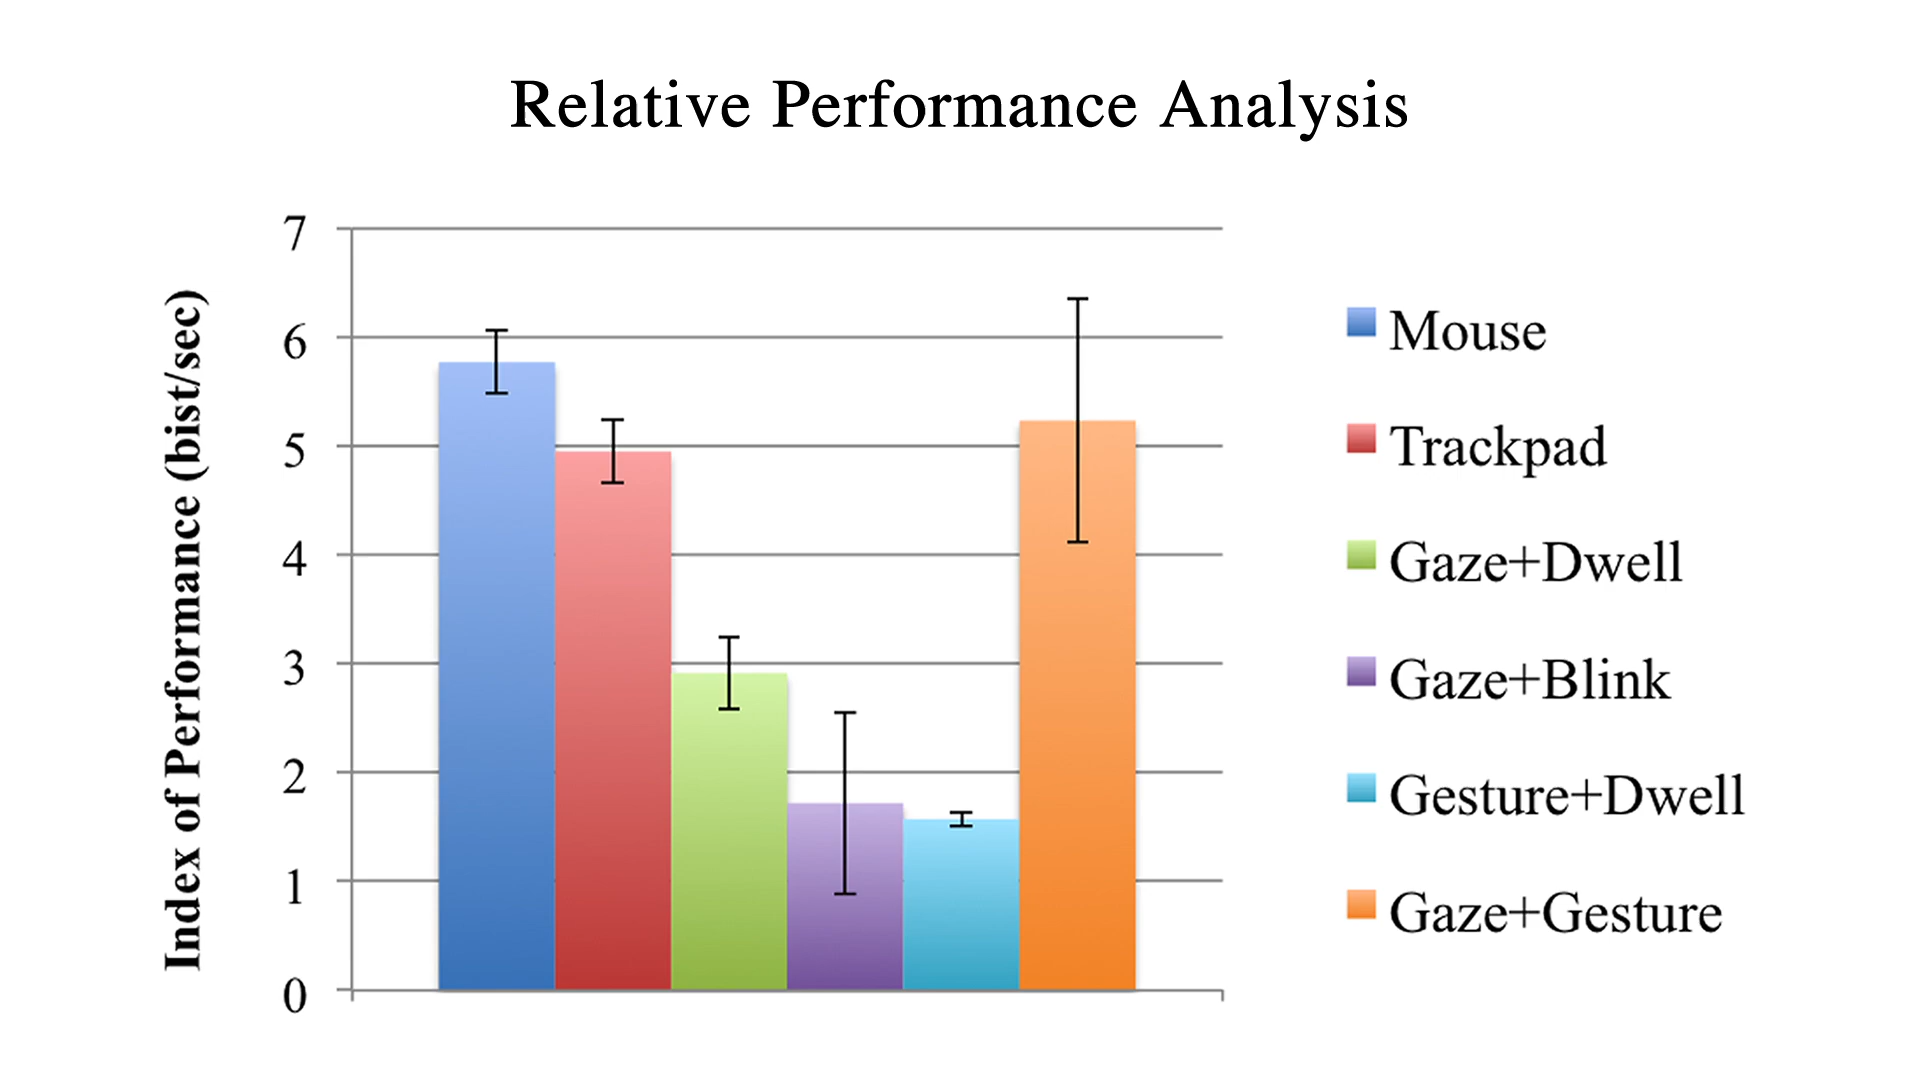 Relative Performance Analysis
Index of Performance (bist/sec)
7
6
5
4
3
2
1
0
Mouse
Trackpad
Gaze+Dwell
Gaze+Blink
Gesture+Dwell
Gaze+Gesture